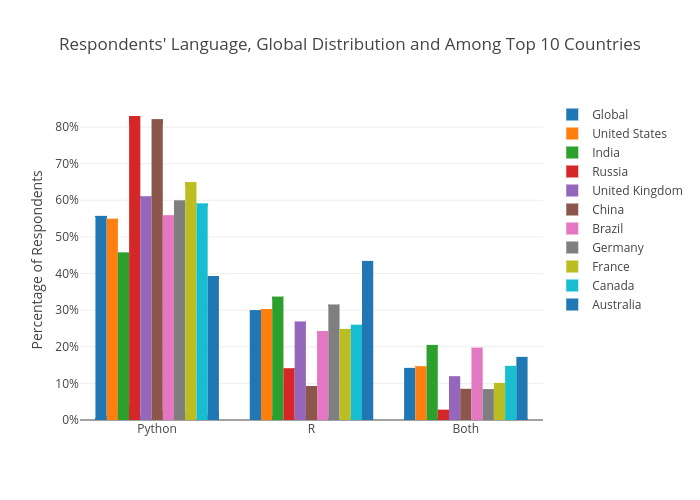 Respondents' Language, Global Distribution and Among Top 10 Countries
Percentage of Respondents
80%
70%
60%
50%
40%
30%
20%
10%
0%
Python
R
Both
Global
United States
India
Russia
United Kingdom
China
Brazil
Germany
France
Canada
Australia